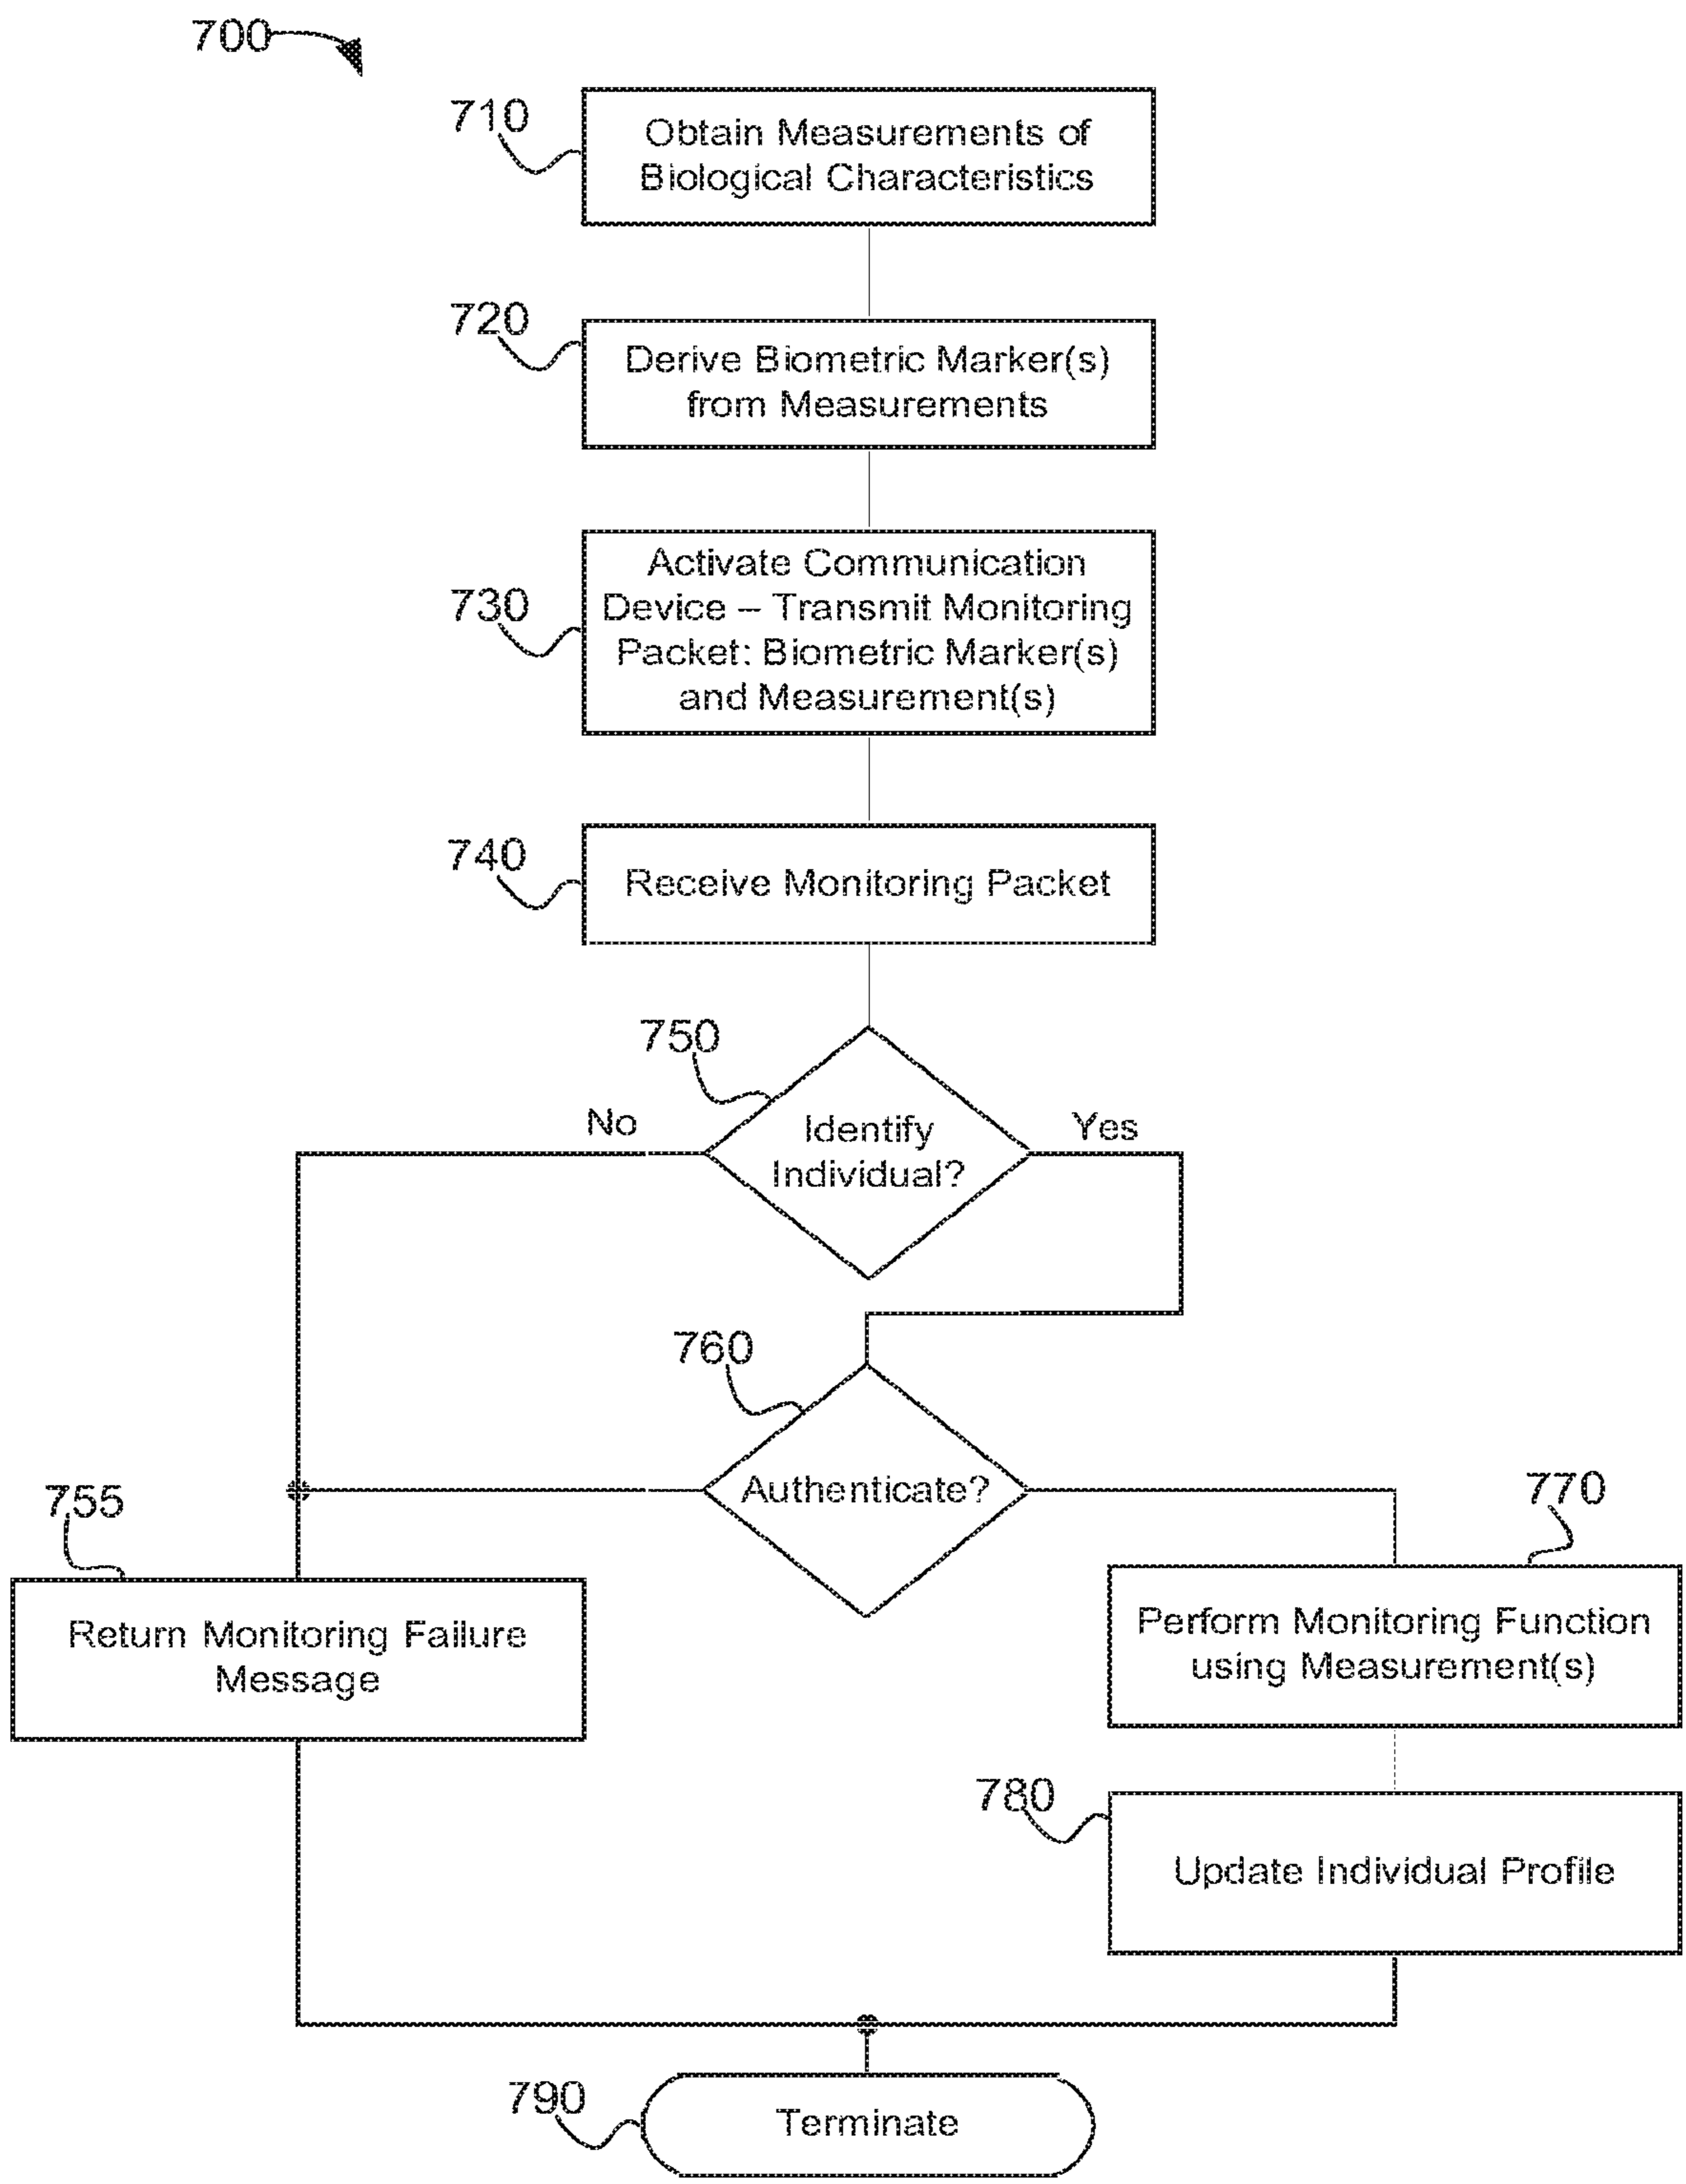 700
710
Obtain Measurements of
Biological Characteristics
720
Derive Biometric Marker(s)
from Measurements
730
Activate Communication
Device – Transmit Monitoring
Packet: Biometric Marker(s)
and Measurement(s)
740
Receive Monitoring Packet
750
No
Identify
Individual?
Yes
760
Authenticate?
755
Return Monitoring Failure
Message
770
Perform Monitoring Function
using Measurement(s)
780
Update Individual Profile
790
Terminate